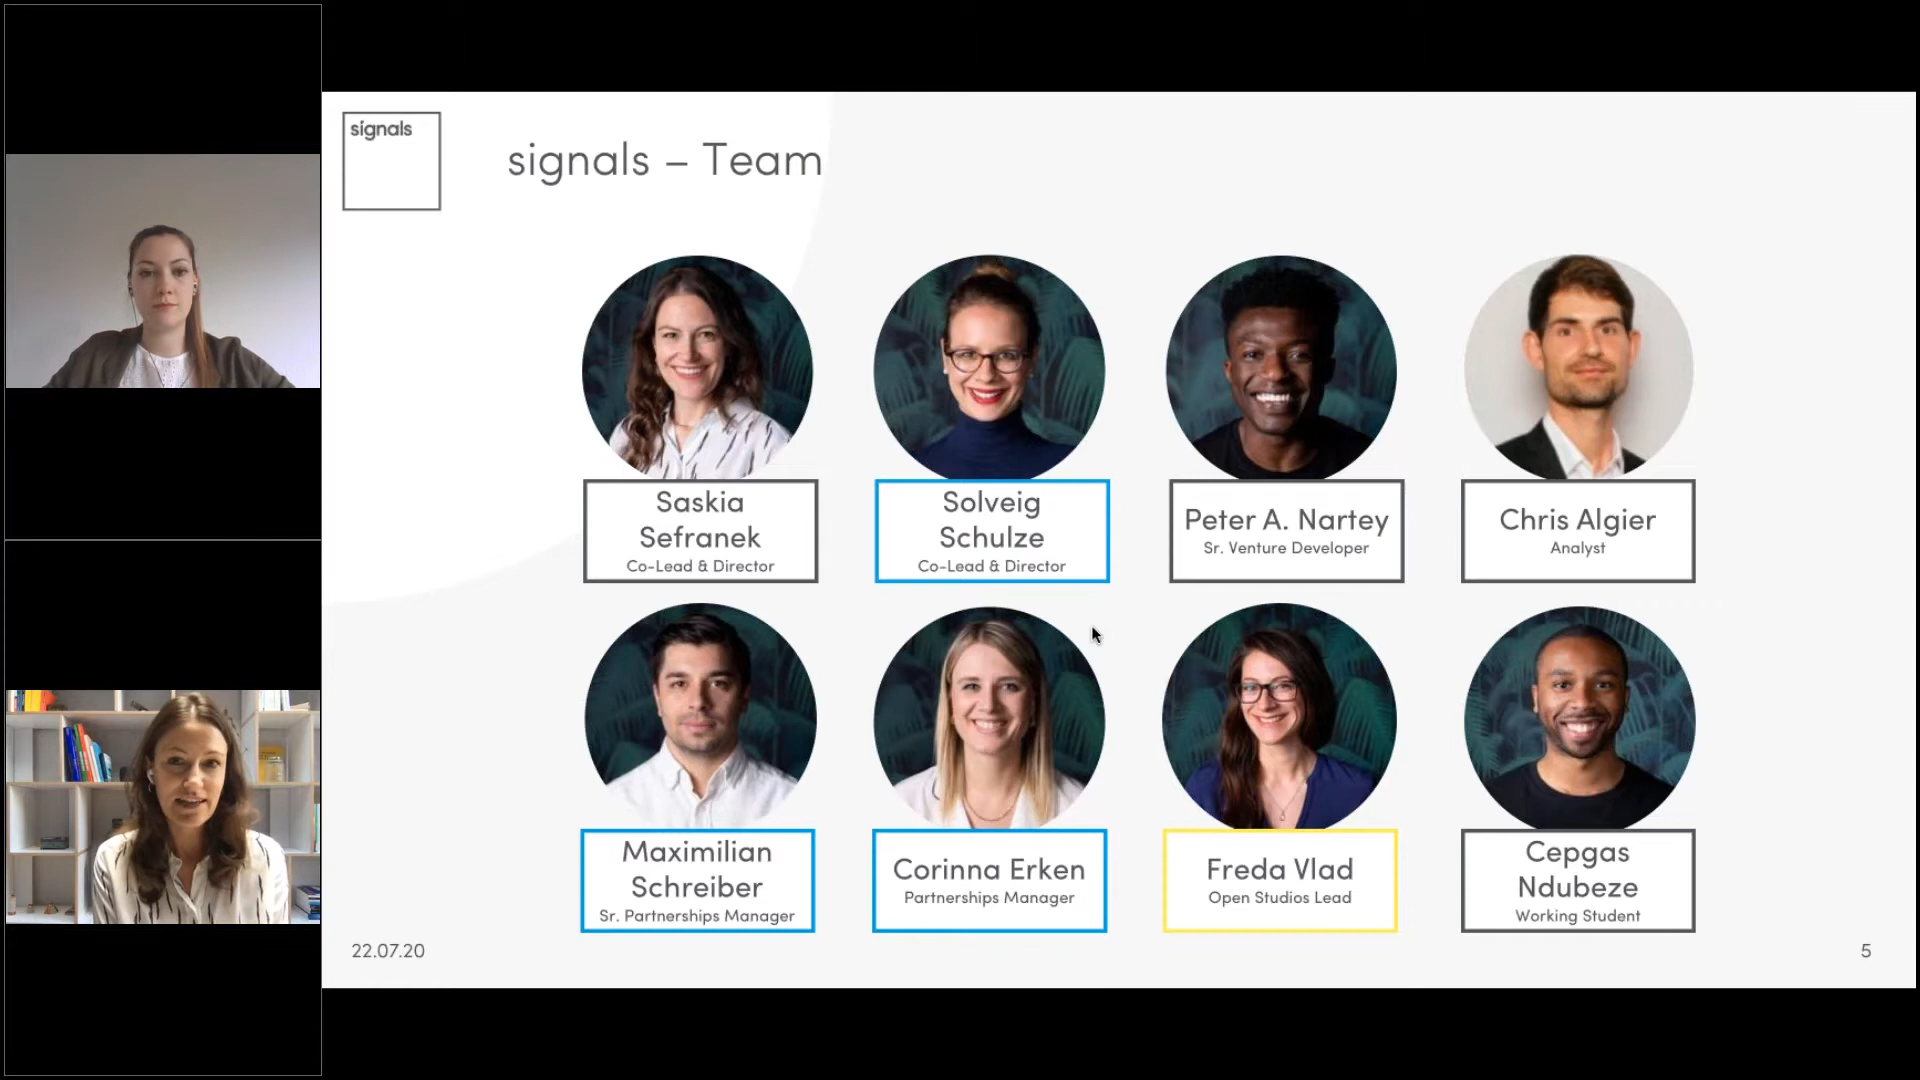 signals
signals – Team
Saskia
Sefranek
Co-Lead & Director
Solveig
Schulze
Co-Lead & Director
Peter A. Nartey
Sr. Venture Developer
Chris Algier
Analyst
Maximilian
Schreiber
Sr. Partnerships Manager
Corinna Erken
Partnerships Manager
Freda Vlad
Open Studios Lead
Cepgas
Ndubeze
Working Student
22.07.20
5